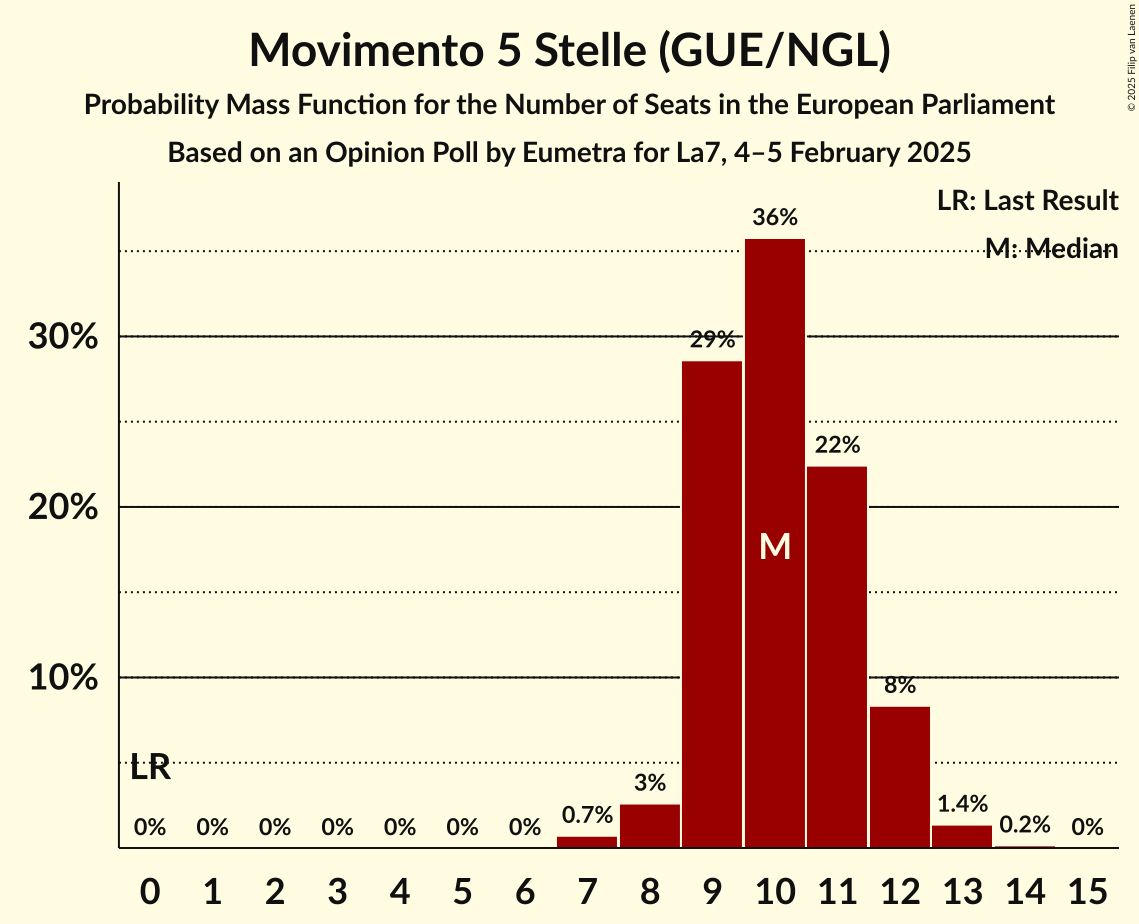 Movimento 5 Stelle (GUE/NGL)
Probability Mass Function for the Number of Seats in the European Parliament
Based on an Opinion Poll by Eumetra for La7, 4–5 February 2025
© 2025 Filip van Laenen
LR: Last Result
M: Median
36%
30%
29%
22%
20%
M
10%
8%
LR
3%
1.4%
0.7%
0.2%
0% 0% 0% 0% 0% 0% 0% 0%
0 1 2 3 4 5 6 7 8 9 10 11 12 13 14 15